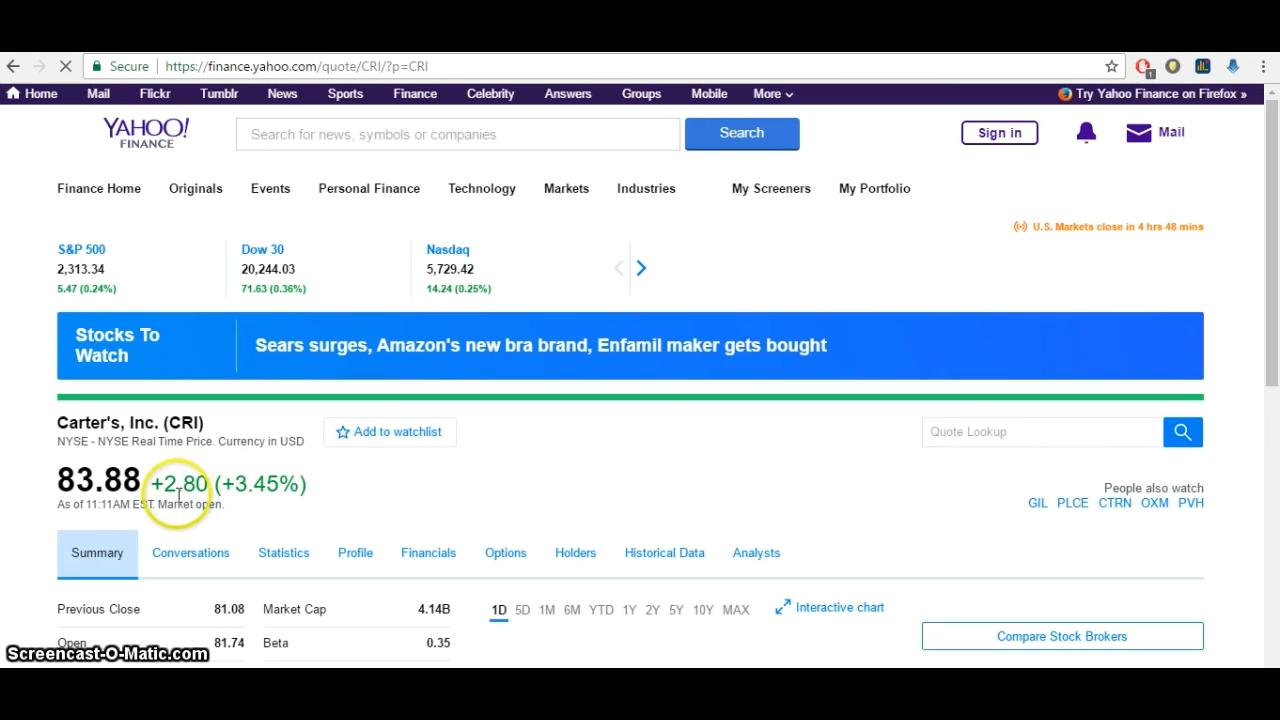 Secure https://finance.yahoo.com/quote/CRI/?p=CRI 1
Home Mail Flickr Tumblr News Sports Finance Celebrity Answers Groups Mobile More Try Yahoo Finance on Firefox »
YAHOO! FINANCE Search for news, symbols or companies Search Sign in Mail
Finance Home Originals Events Personal Finance Technology Markets Industries My Screeners My Portfolio
U.S. Markets close in 4 hrs 48 mins
S&P 500 Dow 30 Nasdaq
2,313.34 20,244.03 5,729.42
5.47 (0.24%) 71.63 (0.36%) 14.24 (0.25%)
Stocks To Watch Sears surges, Amazon's new bra brand, Enfamil maker gets bought
Carter's, Inc. (CRI) Add to watchlist Quote Lookup
NYSE - NYSE Real Time Price. Currency in USD
83.88 +2.80 (+3.45%)
As of 11:11AM EST. Market open.
People also watch
GIL PLCE CTRN OXM PVH
Summary Conversations Statistics Profile Financials Options Holders Historical Data Analysts
Previous Close 81.08 Market Cap 4.14B 1D 5D 1M 6M YTD 1Y 2Y 5Y 10Y MAX Interactive chart
Open 81.74 Beta 0.35 Compare Stock Brokers
Screencast-O-Matic.com